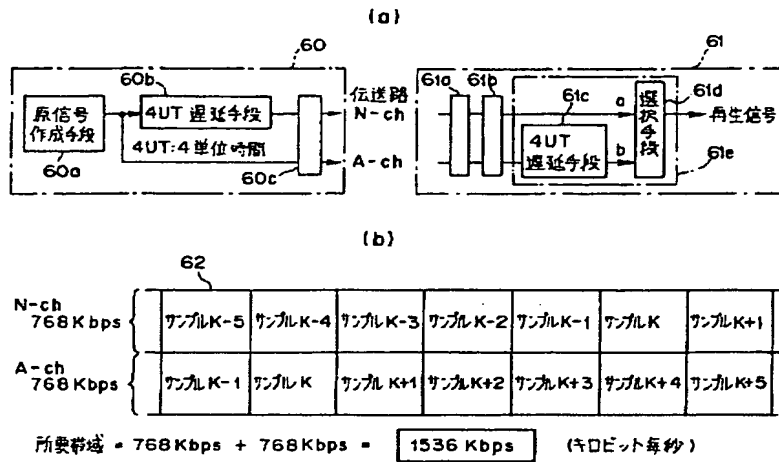 (a)
60
61
60b
61a
61b
61c
61d
原信号
作成手段
60a
4UT 遅延手段
4UT:4単位時間
60c
伝送路
N-ch
A-ch
a
4UT
遅延手段
b
選択手段
再生信号
61e
(b)
62
N-ch
768Kbps
サンプルK-5 サンプルK-4 サンプルK-3 サンプルK-2 サンプルK-1 サンプルK サンプルK+1
A-ch
768Kbps
サンプルK-1 サンプルK サンプルK+1 サンプルK+2 サンプルK+3 サンプルK+4 サンプルK+5
所要帯域 = 768Kbps + 768Kbps = 1536 Kbps (キロビット毎秒)